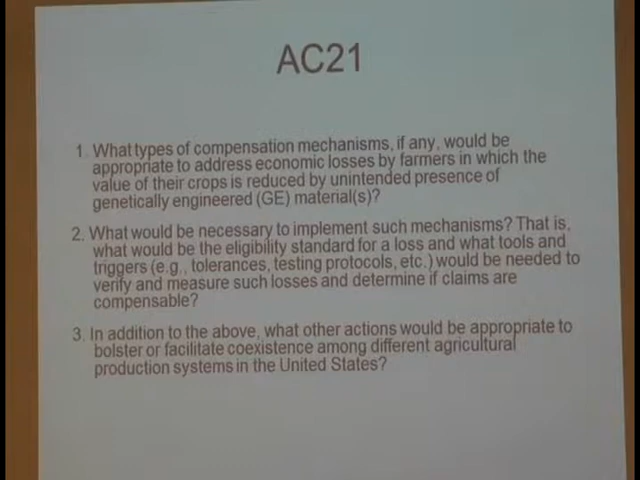 AC21
1. What types of compensation mechanisms, if any, would be
appropriate to address economic losses by farmers in which the
value of their crops is reduced by unintended presence of
genetically engineered (GE) material(s)?
2. What would be necessary to implement such mechanisms? That is,
what would be the eligibility standard for a loss and what tools and
triggers (e.g., tolerances, testing protocols, etc.) would be needed to
verify and measure such losses and determine if claims are
compensable?
3. In addition to the above, what other actions would be appropriate to
bolster or facilitate coexistence among different agricultural
production systems in the United States?